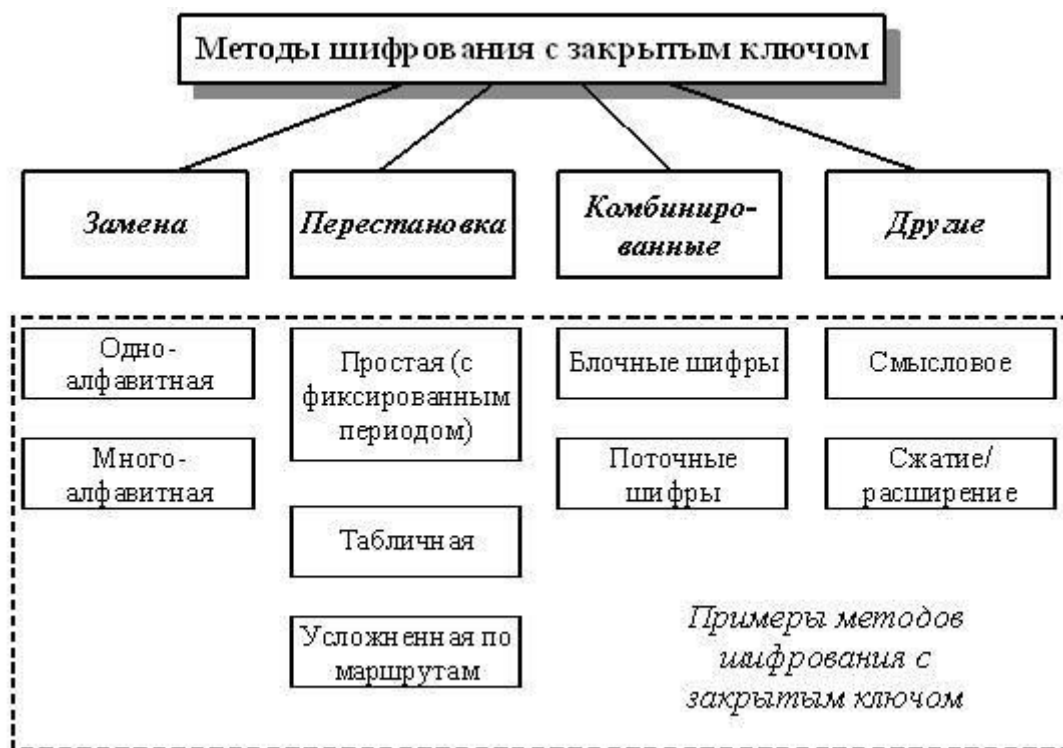 Методы шифрования с закрытым ключом
Замена
Перестановка
Комбиниро-
ванные
Другие
Одно-
алфавитная
Много-
алфавитная
Простая (с
фиксированным
периодом)
Табличная
Усложненная по
маршрутам
Блочные шифры
Поточные
шифры
Смысловое
Сжатие/
расширение
Примеры методов
шифрования с
закрытым ключом